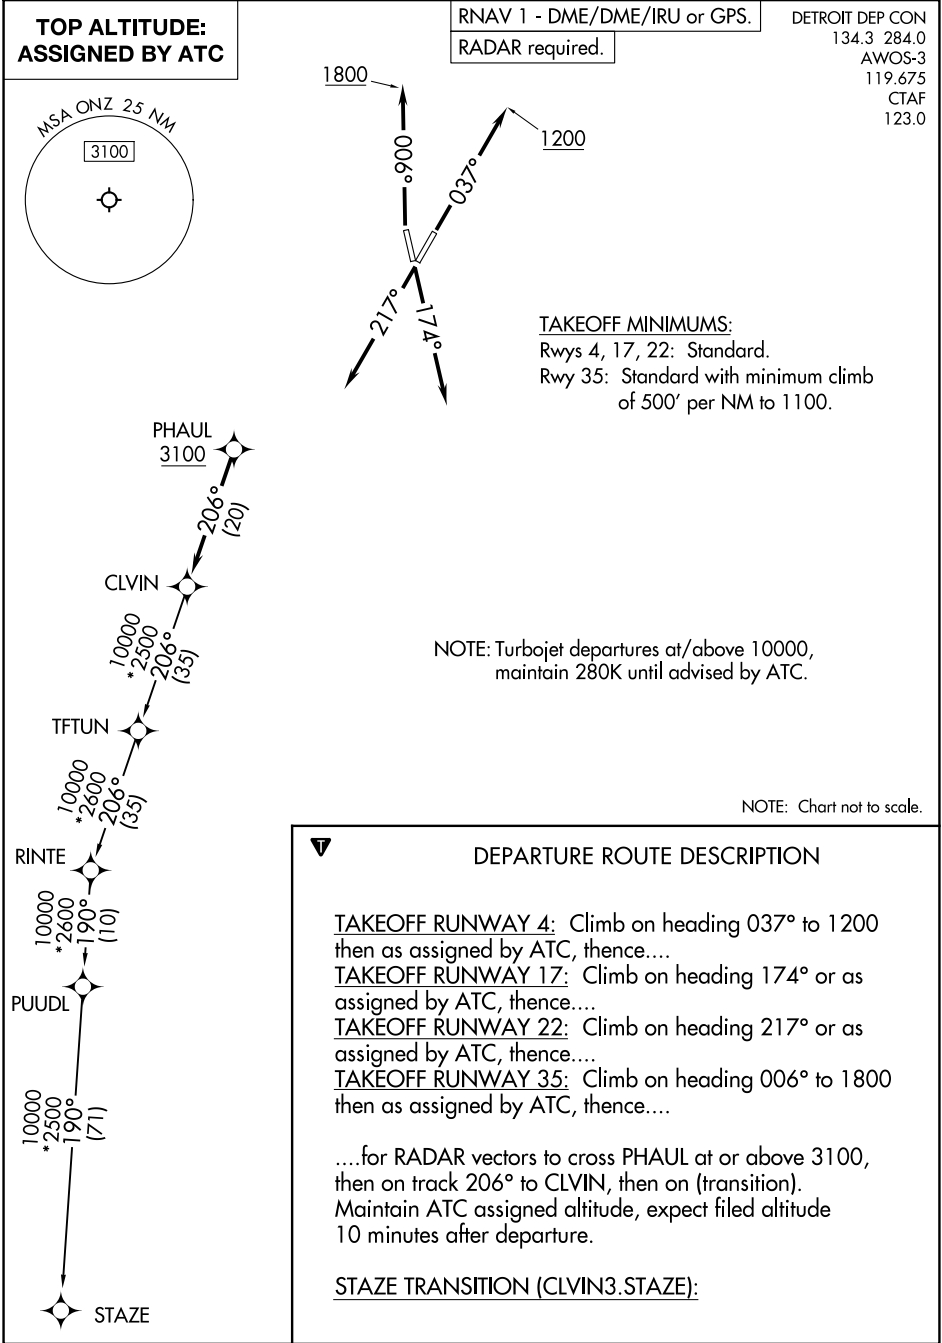 TOP ALTITUDE:
ASSIGNED BY ATC
RNAV 1 - DME/DME/IRU or GPS.
RADAR required.
DETROIT DEP CON
134.3 284.0
AWOS-3
119.675
CTAF
123.0
MSA ONZ 25 NM
3100
1800
1200
006°
037°
217°
174°
TAKEOFF MINIMUMS:
Rwys 4, 17, 22: Standard.
Rwy 35: Standard with minimum climb
of 500' per NM to 1100.
PHAUL
3100
206°
(20)
CLVIN
10000
*2500
206°
(35)
NOTE: Turbojet departures at/above 10000,
maintain 280K until advised by ATC.
TFTUN
10000
*2600
206°
(35)
NOTE: Chart not to scale.
RINTE
10000
*2600
190°
(10)
PUUDL
10000
*2500
190°
(71)
STAZE
T
DEPARTURE ROUTE DESCRIPTION
TAKEOFF RUNWAY 4: Climb on heading 037° to 1200
then as assigned by ATC, thence....
TAKEOFF RUNWAY 17: Climb on heading 174° or as
assigned by ATC, thence....
TAKEOFF RUNWAY 22: Climb on heading 217° or as
assigned by ATC, thence....
TAKEOFF RUNWAY 35: Climb on heading 006° to 1800
then as assigned by ATC, thence....
....for RADAR vectors to cross PHAUL at or above 3100,
then on track 206° to CLVIN, then on (transition).
Maintain ATC assigned altitude, expect filed altitude
10 minutes after departure.
STAZE TRANSITION (CLVIN3.STAZE):